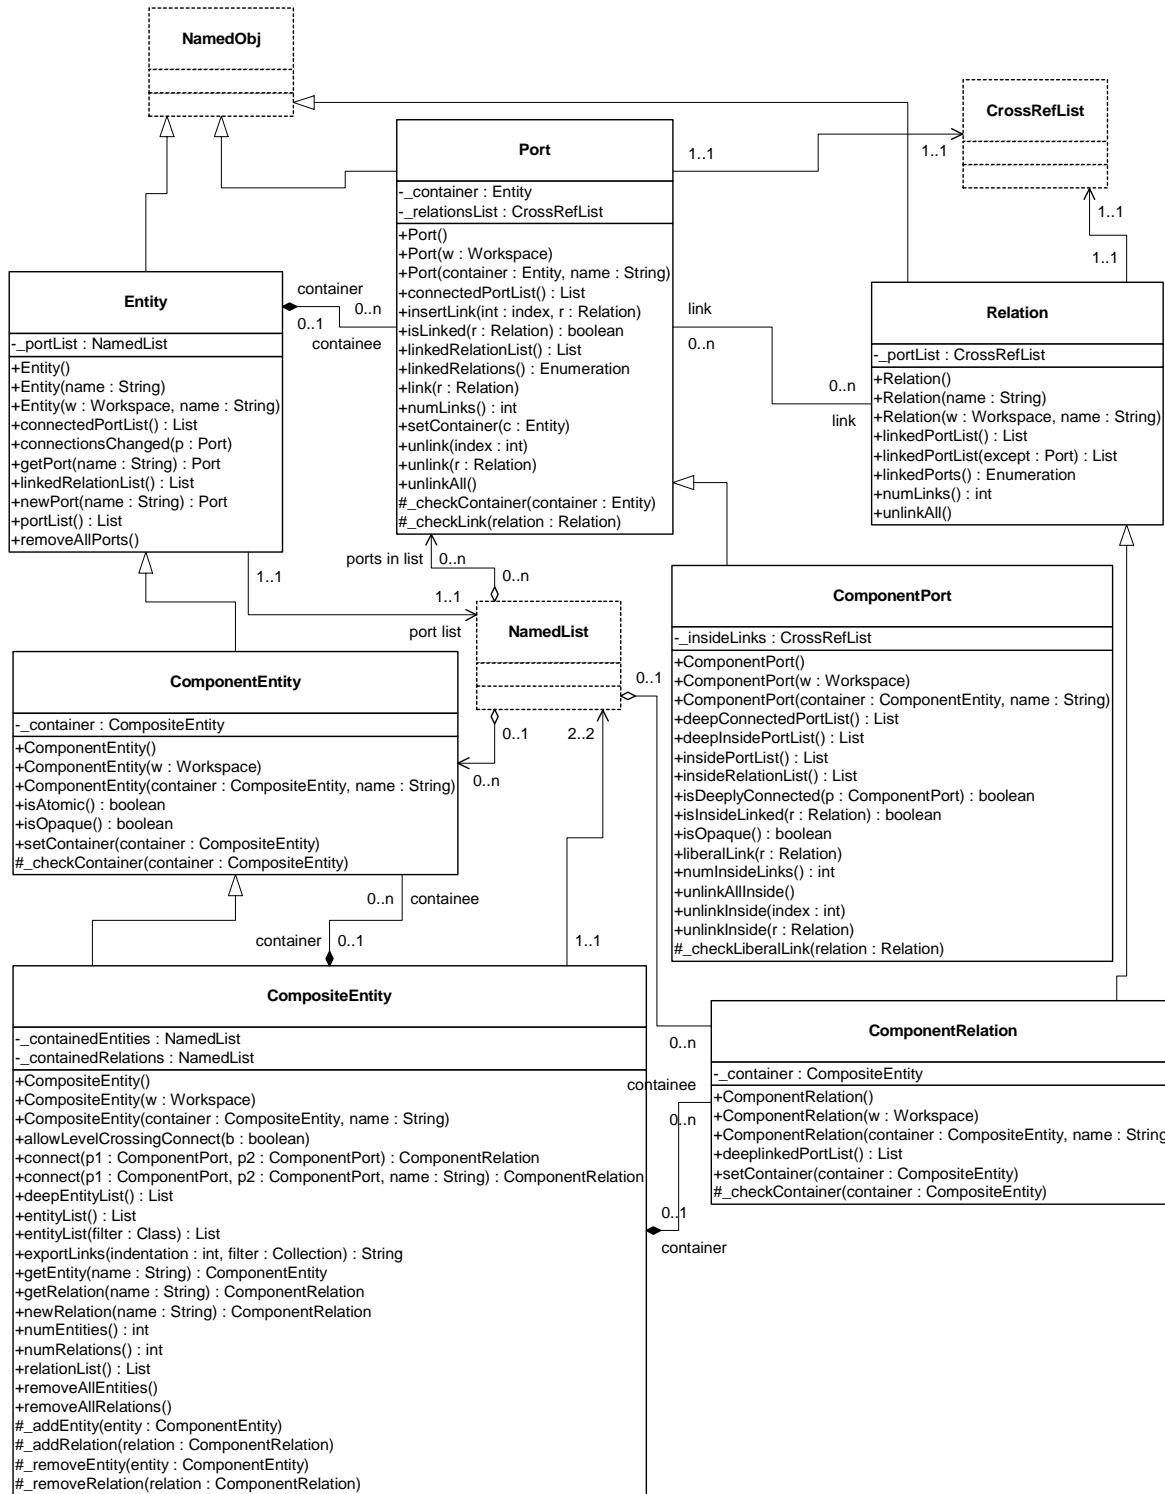 NamedObj
CrossRefList
Port
-_container : Entity
-_relationsList : CrossRefList
+Port()
+Port(w : Workspace)
+Port(container : Entity, name : String)
+connectedPortList() : List
+insertLink(int : index, r : Relation)
+isLinked(r : Relation) : boolean
+linkedRelationList() : List
+linkedRelations() : Enumeration
+link(r : Relation)
+numLinks() : int
+setContainer(c : Entity)
+unlink(index : int)
+unlink(r : Relation)
+unlinkAll()
#_checkContainer(container : Entity)
#_checkLink(relation : Relation)
1..1
1..1
1..1
1..1
Entity
-_portList : NamedList
+Entity()
+Entity(name : String)
+Entity(w : Workspace, name : String)
+connectedPortList() : List
+connectionsChanged(p : Port)
+getPort(name : String) : Port
+linkedRelationList() : List
+newPort(name : String) : Port
+portList() : List
+removeAllPorts()
container
0..n
0..1
containee
link
0..n
0..n
link
Relation
-_portList : CrossRefList
+Relation()
+Relation(name : String)
+Relation(w : Workspace, name : String)
+linkedPortList() : List
+linkedPortList(except : Port) : List
+linkedPorts() : Enumeration
+numLinks() : int
+unlinkAll()
ports in list
0..n
0..n
1..1
1..1
port list
NamedList
0..1
0..1
2..2
0..n
ComponentPort
-_insideLinks : CrossRefList
+ComponentPort()
+ComponentPort(w : Workspace)
+ComponentPort(container : ComponentEntity, name : String)
+deepConnectedPortList() : List
+deepInsidePortList() : List
+insidePortList() : List
+insideRelationList() : List
+isDeeplyConnected(p : ComponentPort) : boolean
+isInsideLinked(r : Relation) : boolean
+isOpaque() : boolean
+liberalLink(r : Relation)
+numInsideLinks() : int
+unlinkAllInside()
+unlinkInside(index : int)
+unlinkInside(r : Relation)
#_checkLiberalLink(relation : Relation)
ComponentEntity
-_container : CompositeEntity
+ComponentEntity()
+ComponentEntity(w : Workspace)
+ComponentEntity(container : CompositeEntity, name : String)
+isAtomic() : boolean
+isOpaque() : boolean
+setContainer(container : CompositeEntity)
#_checkContainer(container : CompositeEntity)
0..n
containee
container
0..1
1..1
CompositeEntity
-_containedEntities : NamedList
-_containedRelations : NamedList
+CompositeEntity()
+CompositeEntity(w : Workspace)
+CompositeEntity(container : CompositeEntity, name : String)
+allowLevelCrossingConnect(b : boolean)
+connect(p1 : ComponentPort, p2 : ComponentPort) : ComponentRelation
+connect(p1 : ComponentPort, p2 : ComponentPort, name : String) : ComponentRelation
+deepEntityList() : List
+entityList() : List
+entityList(filter : Class) : List
+exportLinks(indentation : int, filter : Collection) : String
+getEntity(name : String) : ComponentEntity
+getRelation(name : String) : ComponentRelation
+newRelation(name : String) : ComponentRelation
+numEntities() : int
+numRelations() : int
+relationList() : List
+removeAllEntities()
+removeAllRelations()
#_addEntity(entity : ComponentEntity)
#_addRelation(relation : ComponentRelation)
#_removeEntity(entity : ComponentEntity)
#_removeRelation(relation : ComponentRelation)
0..n
containee
0..n
0..1
container
ComponentRelation
-_container : CompositeEntity
+ComponentRelation()
+ComponentRelation(w : Workspace)
+ComponentRelation(container : CompositeEntity, name : String
+deeplinkedPortList() : List
+setContainer(container : CompositeEntity)
#_checkContainer(container : CompositeEntity)